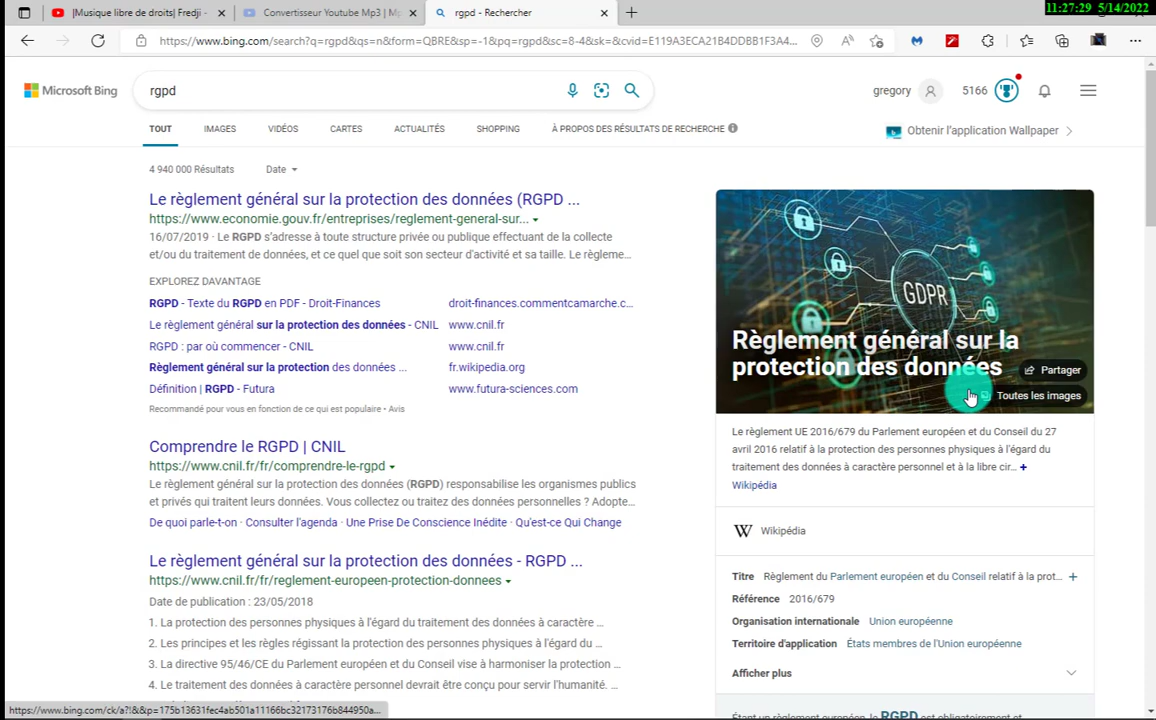 11:27:29 5/14/2022
|Musique libre de droits| Fredji -
Convertisseur Youtube Mp3 | M
rgpd - Rechercher
https://www.bing.com/search?q=rgpd&qs=n&form=QBRE&sp=-1&pq=rgpd&sc=8-4&sk=&cvid=E119A3ECA21B4DDBB1F3A4...
Microsoft Bing
rgpd
gregory
5166
TOUT IMAGES VIDÉOS CARTES ACTUALITÉS SHOPPING À PROPOS DES RÉSULTATS DE RECHERCHE
Obtenir l'application Wallpaper
4 940 000 Résultats Date
Le règlement général sur la protection des données (RGPD ...
https://www.economie.gouv.fr/entreprises/reglement-general-sur...
16/07/2019 · Le RGPD s'adresse à toute structure privée ou publique effectuant de la collecte
et/ou du traitement de données, et ce quel que soit son secteur d'activité et sa taille. Le règleme...
EXPLOREZ DAVANTAGE
RGPD - Texte du RGPD en PDF - Droit-Finances droit-finances.commentcamarche.c...
Le règlement général sur la protection des données - CNIL www.cnil.fr
RGPD : par où commencer - CNIL www.cnil.fr
Règlement général sur la protection des données ... fr.wikipedia.org
Définition | RGPD - Futura www.futura-sciences.com
Recommandé pour vous en fonction de ce qui est populaire • Avis
Comprendre le RGPD | CNIL
https://www.cnil.fr/fr/comprendre-le-rgpd
Le règlement général sur la protection des données (RGPD) responsabilise les organismes publics
et privés qui traitent leurs données. Vous collectez ou traitez des données personnelles ? Adopte...
De quoi parle-t-on · Consulter l'agenda · Une Prise De Conscience Inédite · Qu'est-ce Qui Change
Le règlement général sur la protection des données - RGPD ...
https://www.cnil.fr/fr/reglement-europeen-protection-donnees
Date de publication : 23/05/2018
1. La protection des personnes physiques à l'égard du traitement des données à caractère ...
2. Les principes et les règles régissant la protection des personnes physiques à l'égard du ...
3. La directive 95/46/CE du Parlement européen et du Conseil vise à harmoniser la protection ...
4. Le traitement des données à caractère personnel devrait être conçu pour servir l'humanité. ...
https://www.bing.com/ck/a?!&&p=175b13631fec4ab501a11166bc32173176b844950a...
GDPR
Règlement général sur la
protection des données
Partager
Toutes les images
Le règlement UE 2016/679 du Parlement européen et du Conseil du 27
avril 2016 relatif à la protection des personnes physiques à l'égard du
traitement des données à caractère personnel et à la libre cir... +
Wikipédia
W Wikipédia
Titre Règlement du Parlement européen et du Conseil relatif à la prot... +
Référence 2016/679
Organisation internationale Union européenne
Territoire d'application États membres de l'Union européenne
Afficher plus
Étant un règlement européen, le RGPD est obligatoirement et